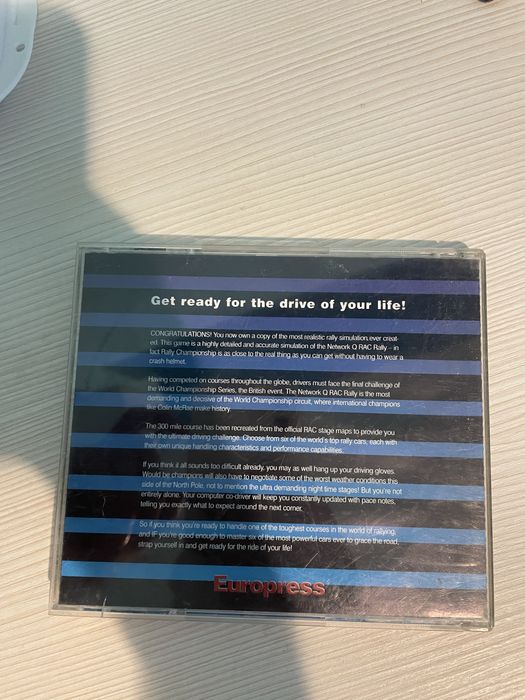 Get ready for the drive of your life!
CONGRATULATIONS! You now own a copy of the most realistic rally simulation ever creat-
ed. This game is a highly detailed and accurate simulation of the Network Q RAC Rally – in
fact Rally Championship is as close to the real thing as you can get without having to wear a
crash helmet.
Having competed on courses throughout the globe, drivers must face the final challenge of
the World Championship Series, the British event. The Network Q RAC Rally is the most
demanding and decisive of the World Championship circuit, where international champions
like Colin McRae make history.
The 300 mile course has been recreated from the official RAC stage maps to provide you
with the ultimate driving challenge. Choose from six of the world's top rally cars, each with
their own unique handling characteristics and performance capabilities.
If you think it all sounds too difficult already, you may as well hang up your driving gloves.
Would be champions will also have to negotiate some of the worst weather conditions this
side of the North Pole, not to mention the ultra demanding night time stages! But you're not
entirely alone. Your computer co-driver will keep you constantly updated with pace notes,
telling you exactly what to expect around the next corner.
So if you think you're ready to handle one of the toughest courses in the world of rallying,
and IF you're good enough to master six of the most powerful cars ever to grace the road,
strap yourself in and get ready for the ride of your life!
Europress